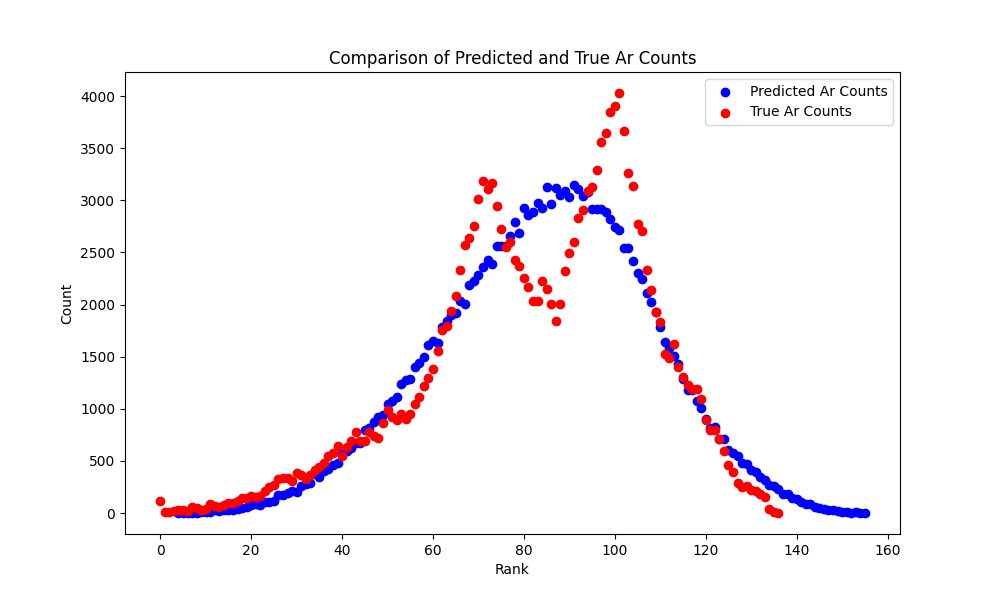 Comparison of Predicted and True Ar Counts
Predicted Ar Counts
True Ar Counts
4000
3500
3000
2500
2000
1500
1000
500
0
Count
0 20 40 60 80 100 120 140 160
Rank